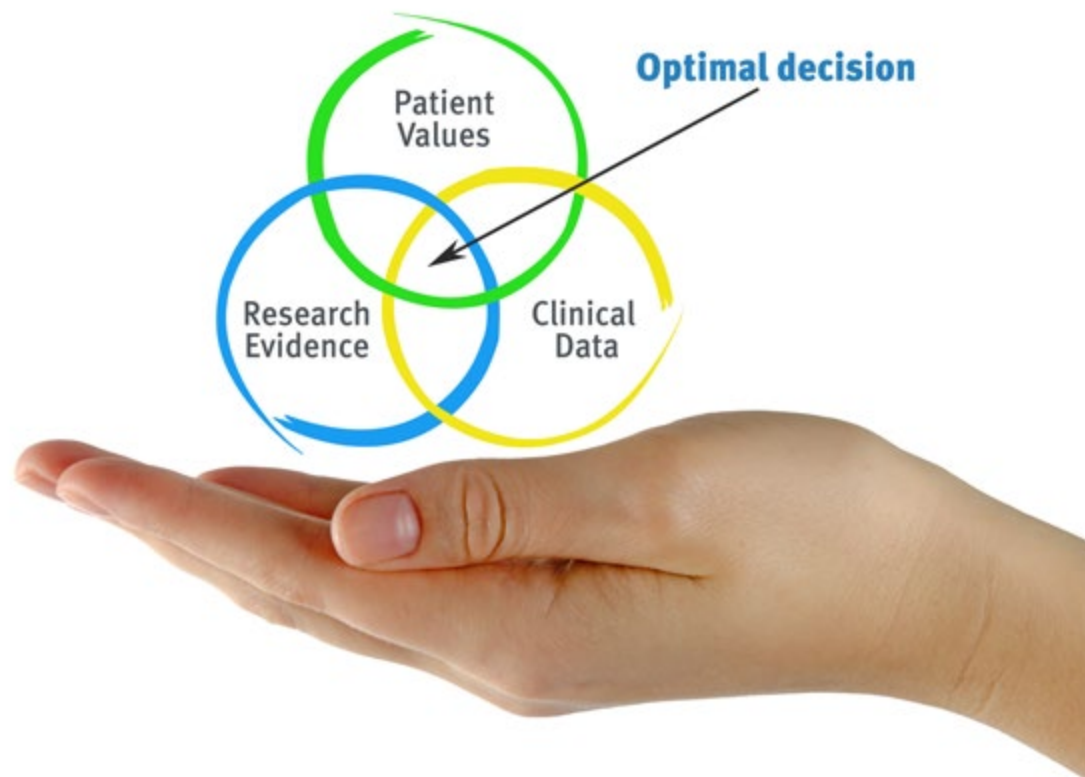 Optimal decision
Patient
Values
Research
Evidence
Clinical
Data